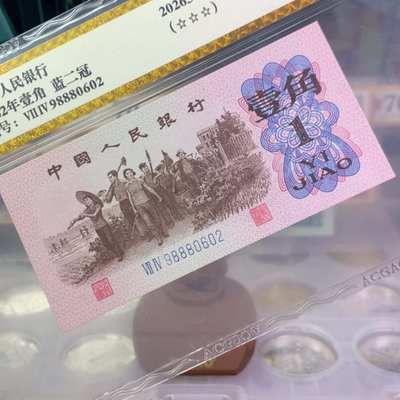 人民银行
2年壹角 蓝二冠
号: VII IV 98880602
(☆☆☆)
中國人民銀行
壹角
1
YI
JIAO
VII IV 98880602
ACG